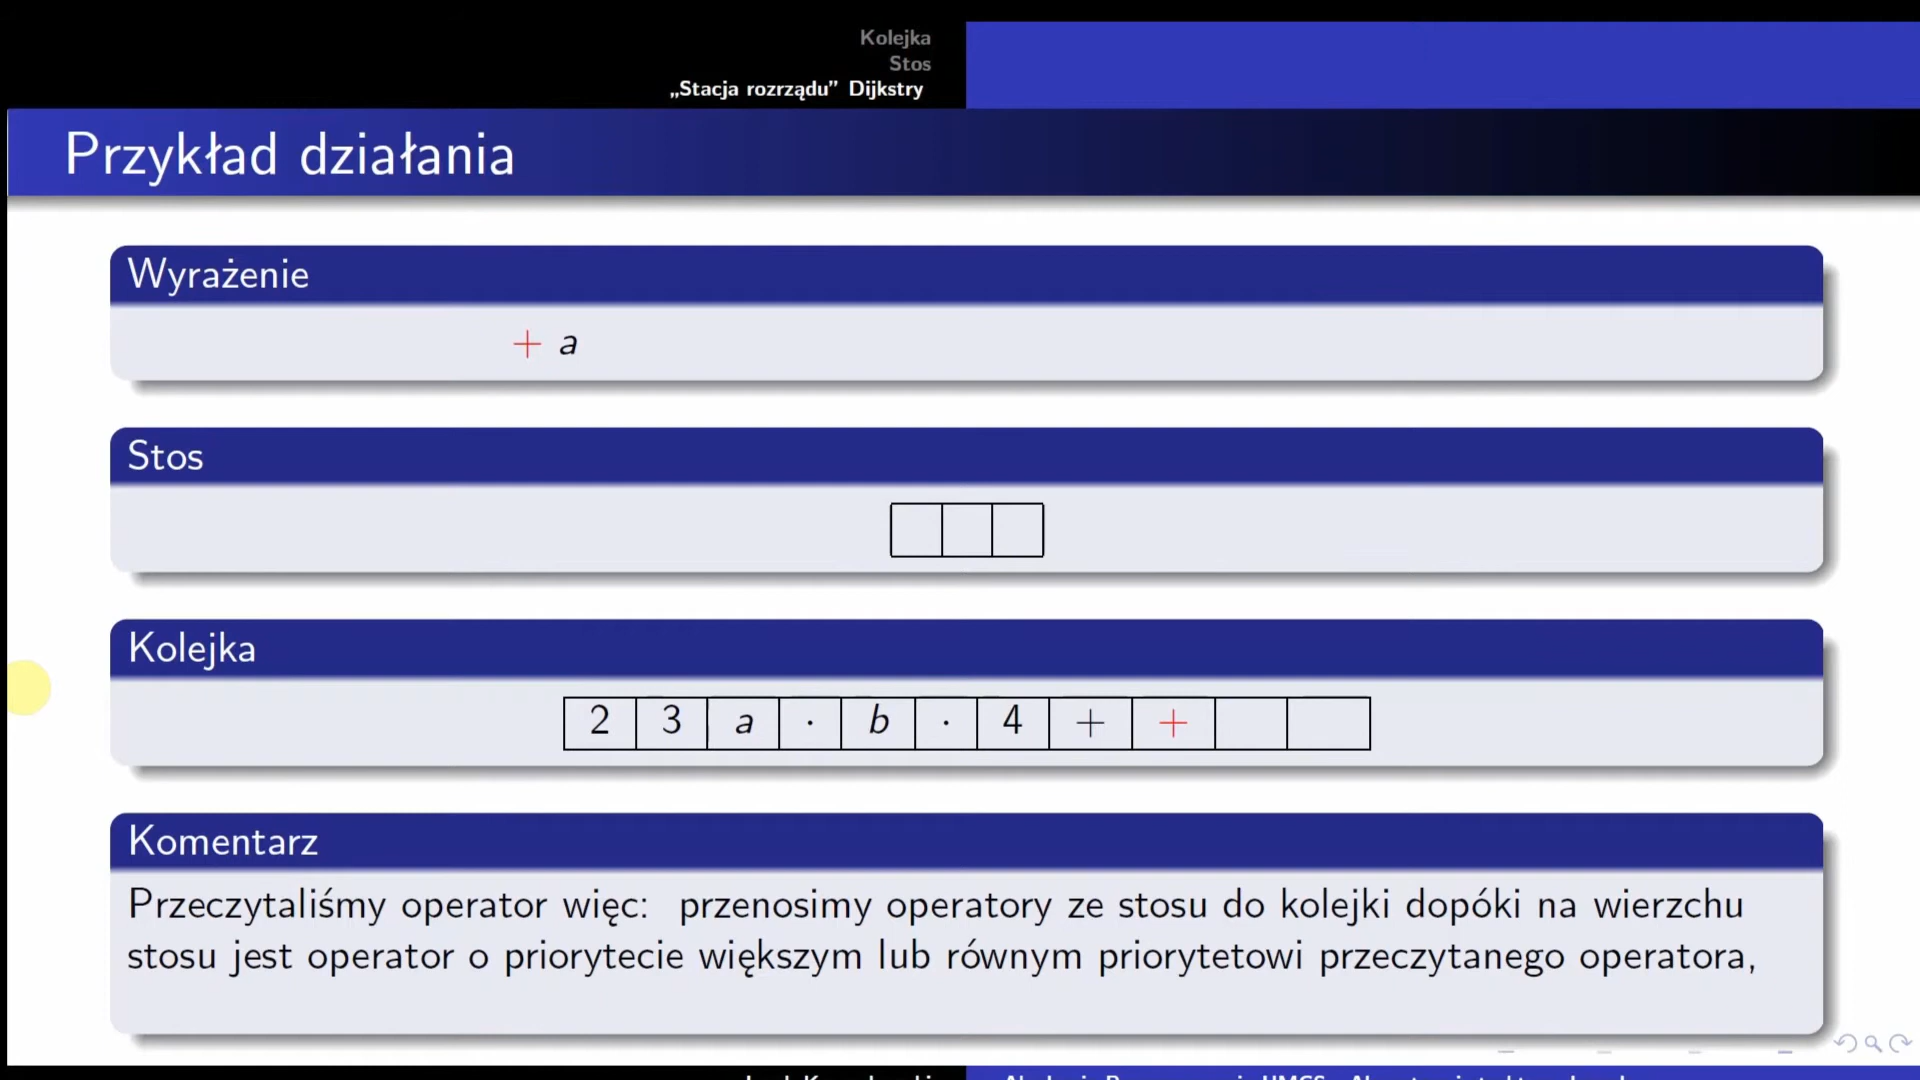 Kolejka
Stos
„Stacja rozrządu” Dijkstry
Przykład działania
Wyrażenie
+ a
Stos
Kolejka
2 3 a · b · 4 + +
Komentarz
Przeczytaliśmy operator więc: przenosimy operatory ze stosu do kolejki dopóki na wierzchu
stosu jest operator o priorytecie większym lub równym priorytetowi przeczytanego operatora,